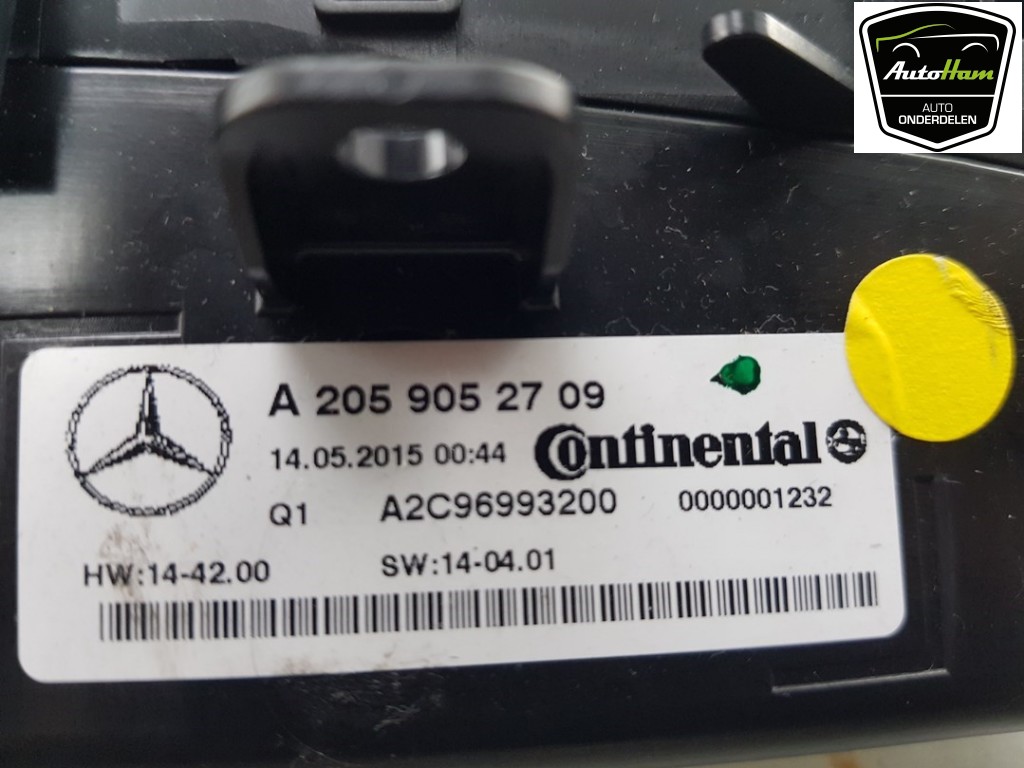 AutoHam
AUTO
ONDERDELEN
A 205 905 27 09
14.05.2015 00:44
Continental
Q1 A2C96993200 0000001232
HW:14-42.00 SW:14-04.01